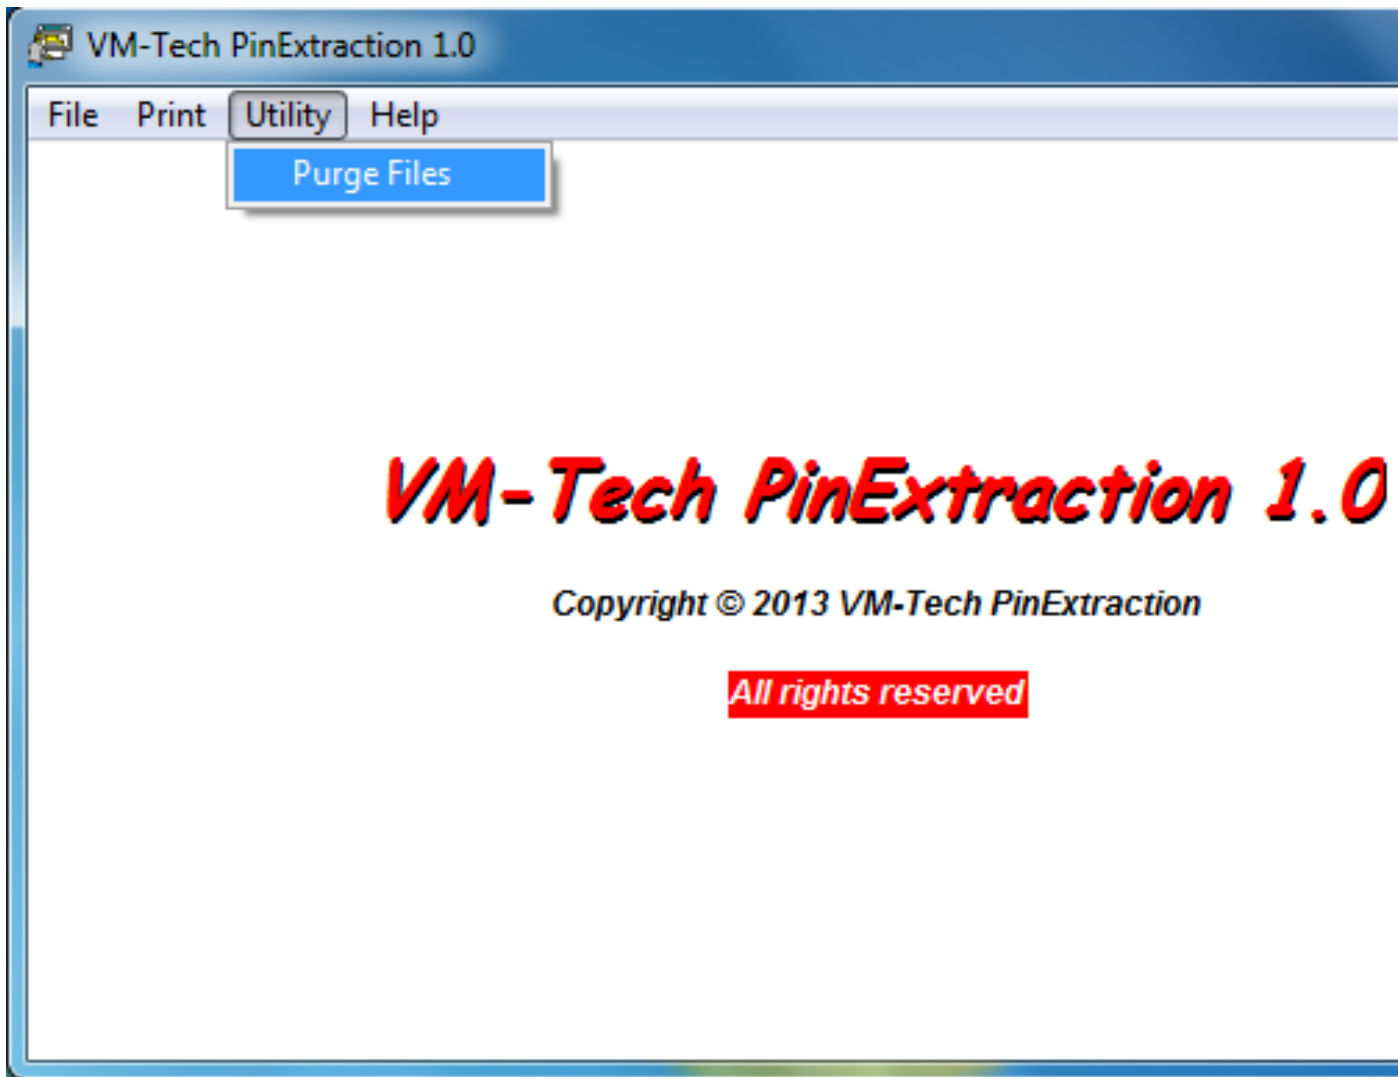 VM-Tech PinExtraction 1.0
File Print Utility Help
Purge Files
VM-Tech PinExtraction 1.0
Copyright © 2013 VM-Tech PinExtraction
All rights reserved